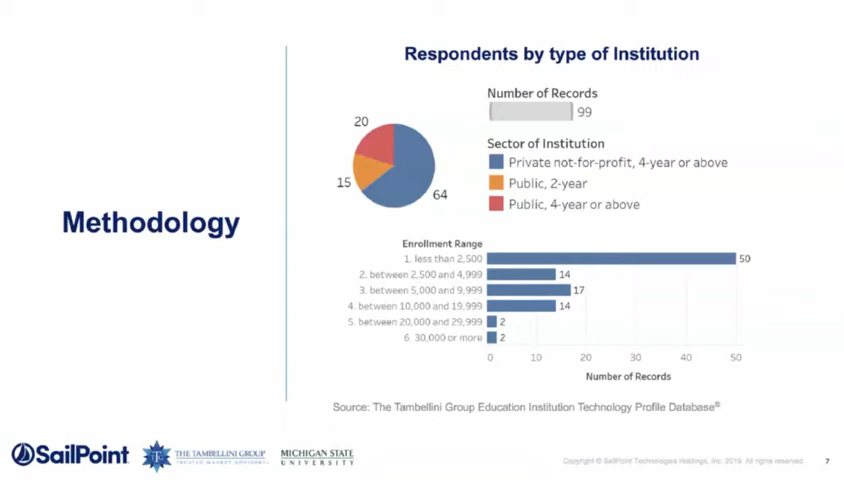 Respondents by type of Institution
Number of Records
99
20
15
64
Sector of Institution
Private not-for-profit, 4-year or above
Public, 2-year
Public, 4-year or above
Methodology
Enrollment Range
1. less than 2,500 50
2. between 2,500 and 4,999 14
3. between 5,000 and 9,999 17
4. between 10,000 and 19,999 14
5. between 20,000 and 29,999 2
6. 30,000 or more 2
0 10 20 30 40 50
Number of Records
Source: The Tambellini Group Education Institution Technology Profile Database®
SailPoint
THE TAMBELLINI GROUP
TRUSTED MARKET ADVISORS
MICHIGAN STATE
UNIVERSITY
Copyright © SailPoint Technologies Holdings, Inc. 2019. All rights reserved.
7